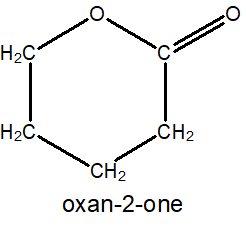 O O
H₂C C
H₂C CH₂
CH₂
oxan-2-one